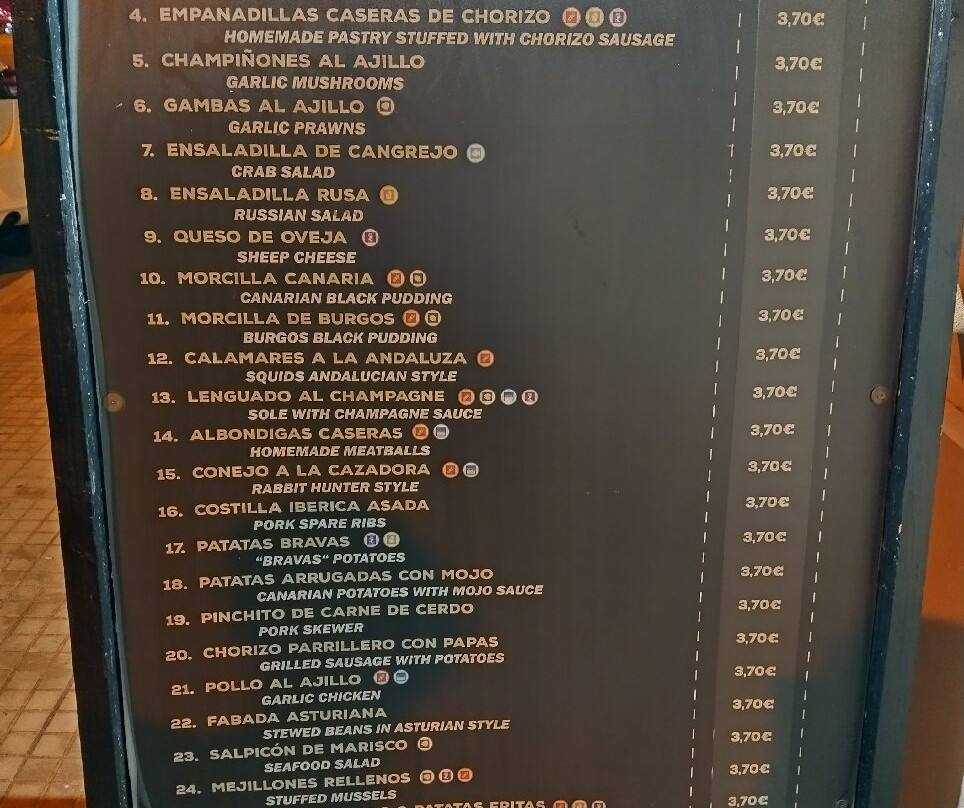 4. EMPANADILLAS CASERAS DE CHORIZO 3,70€
HOMEMADE PASTRY STUFFED WITH CHORIZO SAUSAGE
5. CHAMPIÑONES AL AJILLO 3,70€
GARLIC MUSHROOMS
6. GAMBAS AL AJILLO 3,70€
GARLIC PRAWNS
7. ENSALADILLA DE CANGREJO 3,70€
CRAB SALAD
8. ENSALADILLA RUSA 3,70€
RUSSIAN SALAD
9. QUESO DE OVEJA 3,70€
SHEEP CHEESE
10. MORCILLA CANARIA 3,70€
CANARIAN BLACK PUDDING
11. MORCILLA DE BURGOS 3,70€
BURGOS BLACK PUDDING
12. CALAMARES A LA ANDALUZA 3,70€
SQUIDS ANDALUCIAN STYLE
13. LENGUADO AL CHAMPAGNE 3,70€
SOLE WITH CHAMPAGNE SAUCE
14. ALBONDIGAS CASERAS 3,70€
HOMEMADE MEATBALLS
15. CONEJO A LA CAZADORA 3,70€
RABBIT HUNTER STYLE
16. COSTILLA IBERICA ASADA 3,70€
PORK SPARE RIBS
17. PATATAS BRAVAS 3,70€
"BRAVAS" POTATOES
18. PATATAS ARRUGADAS CON MOJO 3,70€
CANARIAN POTATOES WITH MOJO SAUCE
19. PINCHITO DE CARNE DE CERDO 3,70€
PORK SKEWER
20. CHORIZO PARRILLERO CON PAPAS 3,70€
GRILLED SAUSAGE WITH POTATOES
21. POLLO AL AJILLO 3,70€
GARLIC CHICKEN
22. FABADA ASTURIANA 3,70€
STEWED BEANS IN ASTURIAN STYLE
23. SALPICÓN DE MARISCO 3,70€
SEAFOOD SALAD
24. MEJILLONES RELLENOS 3,70€
STUFFED MUSSELS
PATATAS FRITAS 3,70€